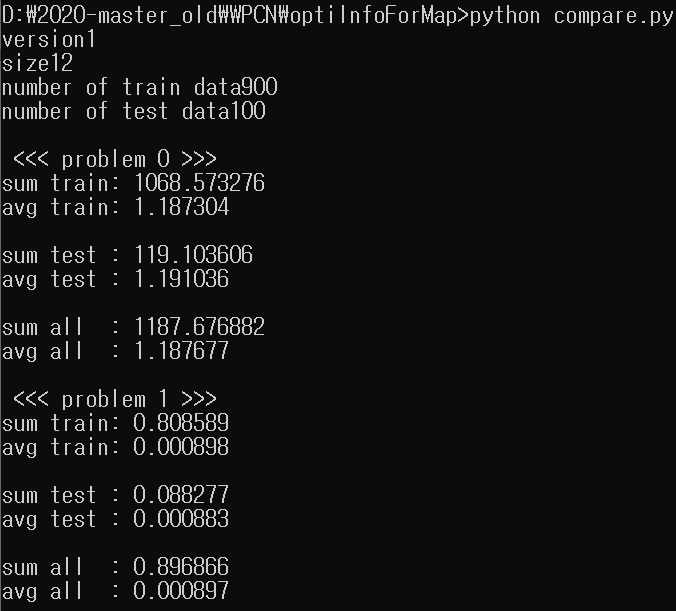 D:₩2020-master_old₩WPCN₩optiInfoForMap>python compare.py
version1
size12
number of train data900
number of test data100
<<< problem 0 >>>
sum train: 1068.573276
avg train: 1.187304
sum test : 119.103606
avg test : 1.191036
sum all  : 1187.676882
avg all  : 1.187677
<<< problem 1 >>>
sum train: 0.808589
avg train: 0.000898
sum test : 0.088277
avg test : 0.000883
sum all  : 0.896866
avg all  : 0.000897